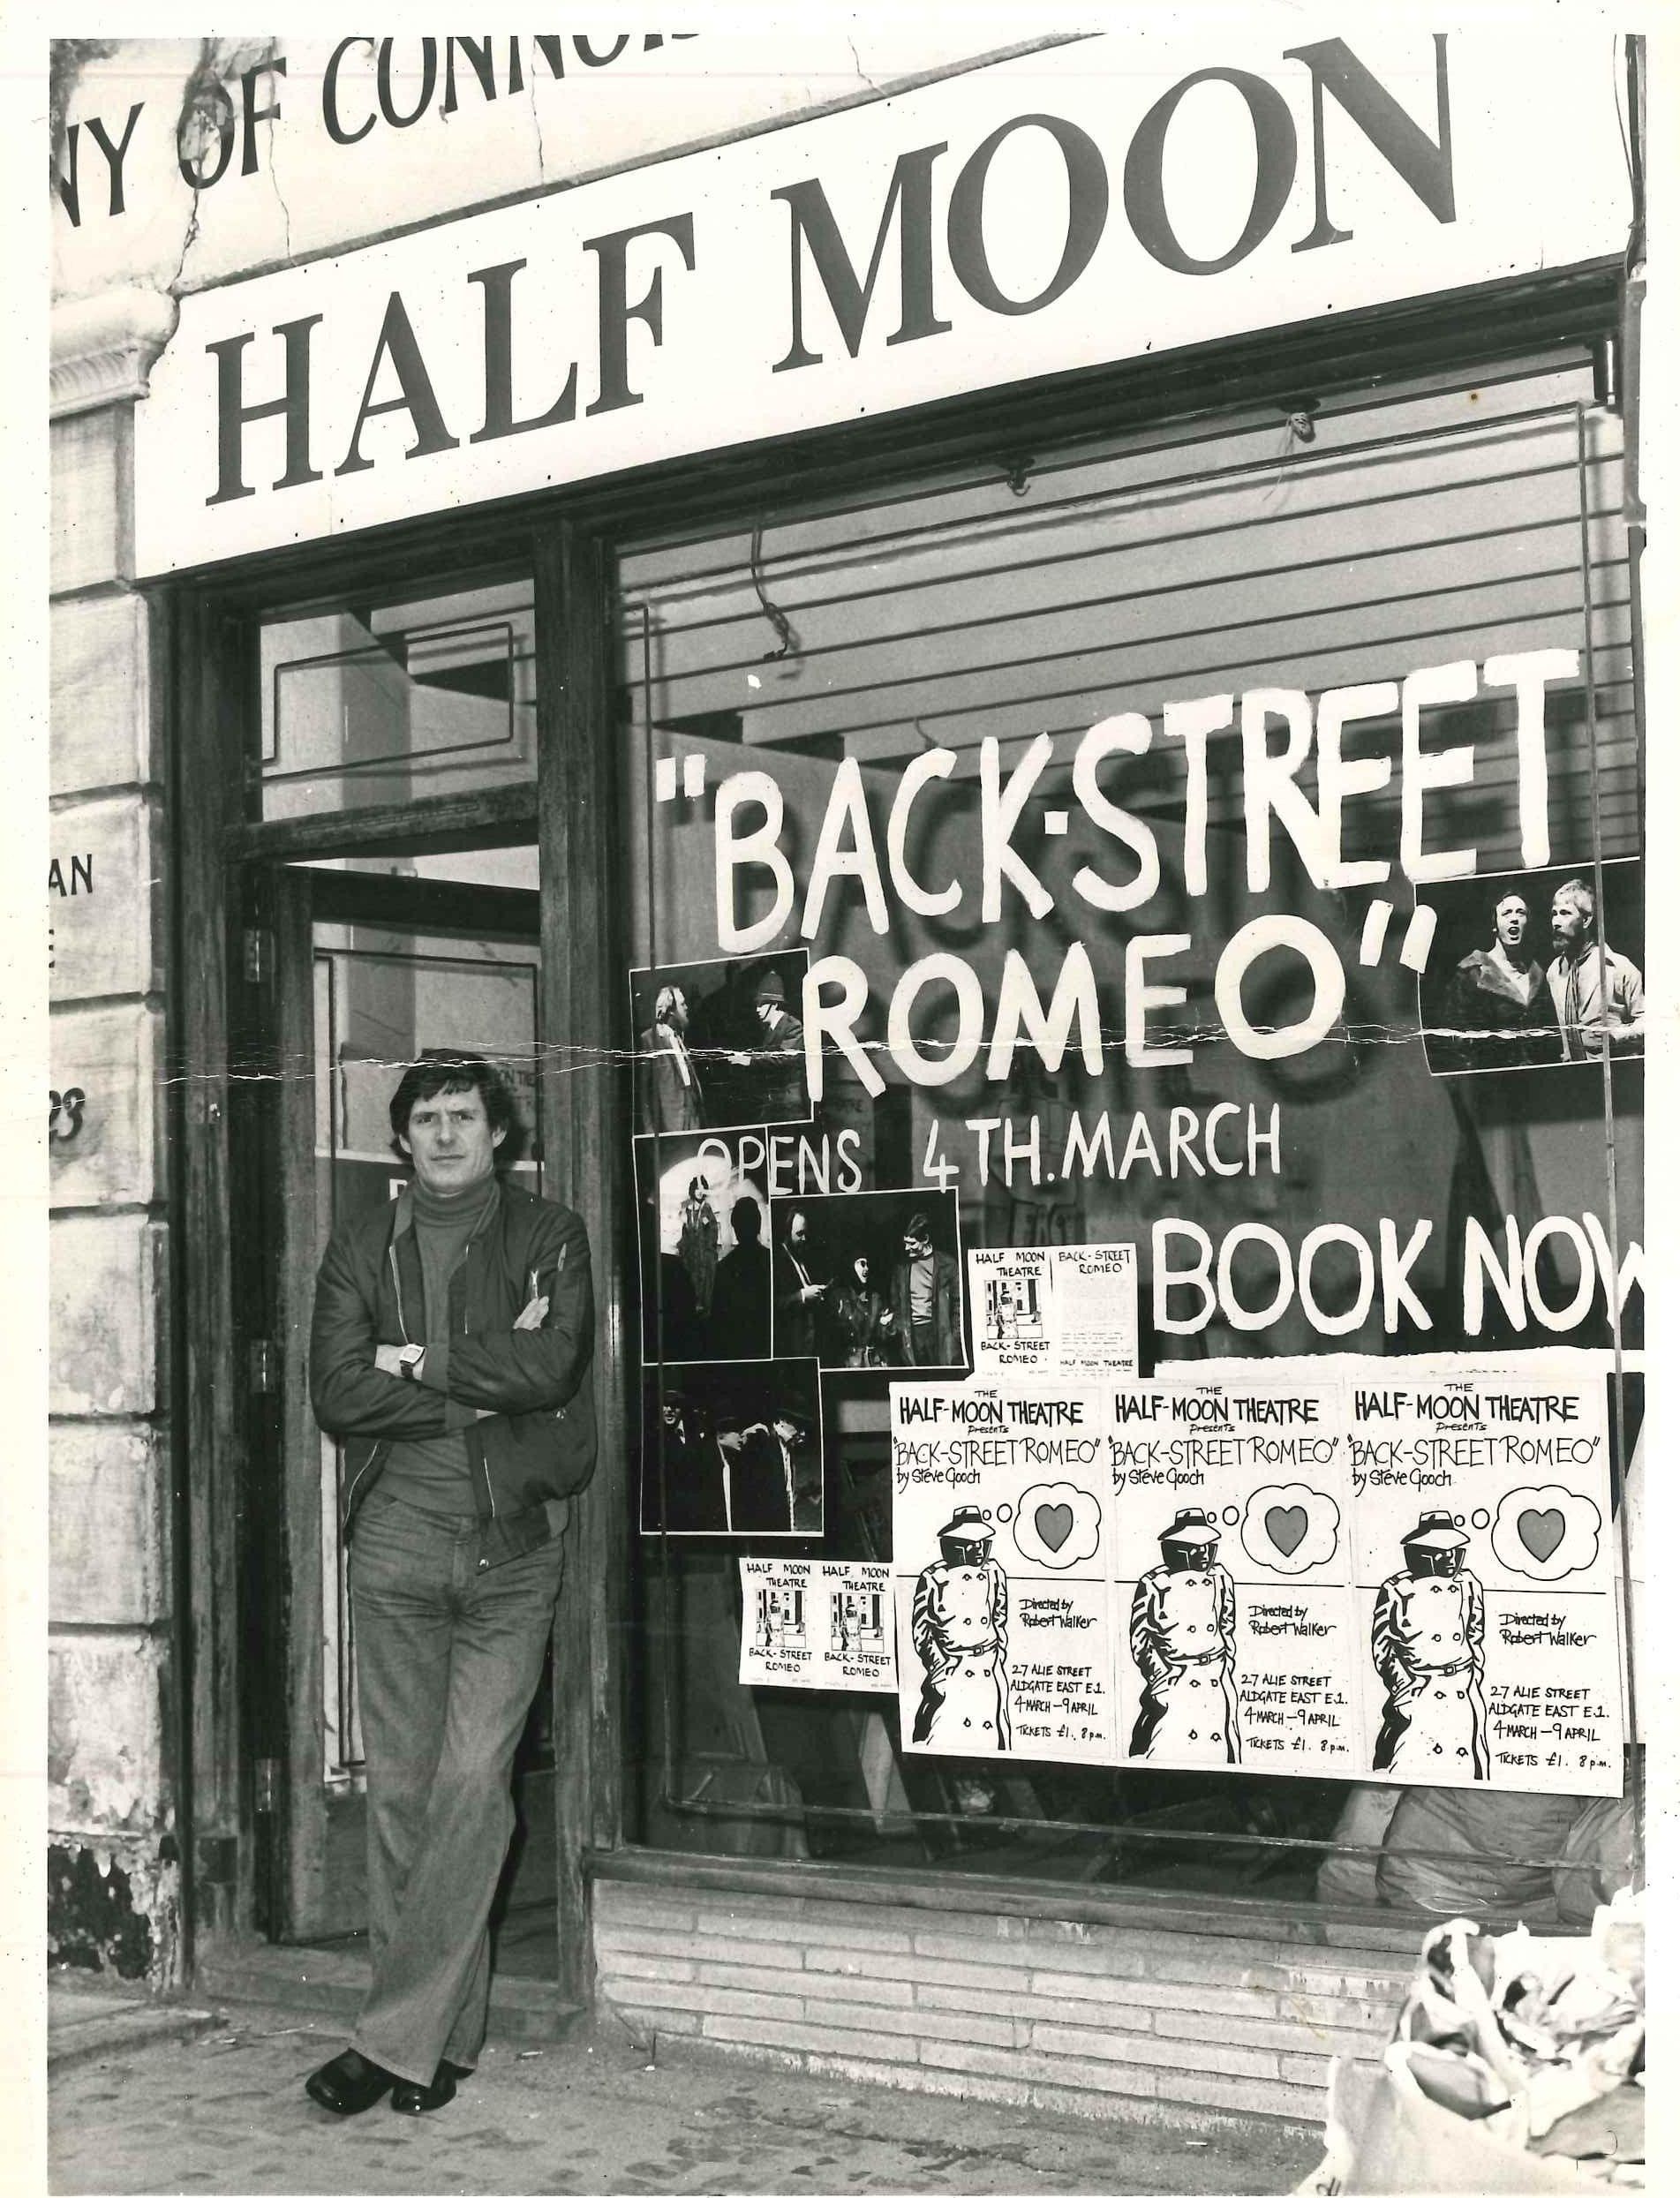 OF
HALF MOON
"BACK-STREET
ROMEO"
OPENS 4TH. MARCH
BOOK NOW
HALF MOON
THEATRE
BACK-STREET
ROMEO
BACK-STREET
ROMEO
HALF MOON THEATRE
THE
HALF-MOON THEATRE
Presents
"BACK-STREET ROMEO"
by Steve Gooch
Directed by
Robert Walker
27 ALIE STREET
ALDGATE EAST E.1.
4 MARCH - 9 APRIL
TICKETS £1. 8 p.m.
THE
HALF-MOON THEATRE
Presents
"BACK-STREET ROMEO"
by Steve Gooch
Directed by
Robert Walker
27 ALIE STREET
ALDGATE EAST E.1.
4 MARCH - 9 APRIL
TICKETS £1. 8 p.m.
THE
HALF-MOON THEATRE
Presents
"BACK-STREET ROMEO"
by Steve Gooch
Directed by
Robert Walker
27 ALIE STREET
ALDGATE EAST E.1.
4 MARCH - 9 APRIL
TICKETS £1. 8 p.m.
HALF MOON
THEATRE
BACK-STREET
ROMEO
HALF MOON
THEATRE
BACK-STREET
ROMEO